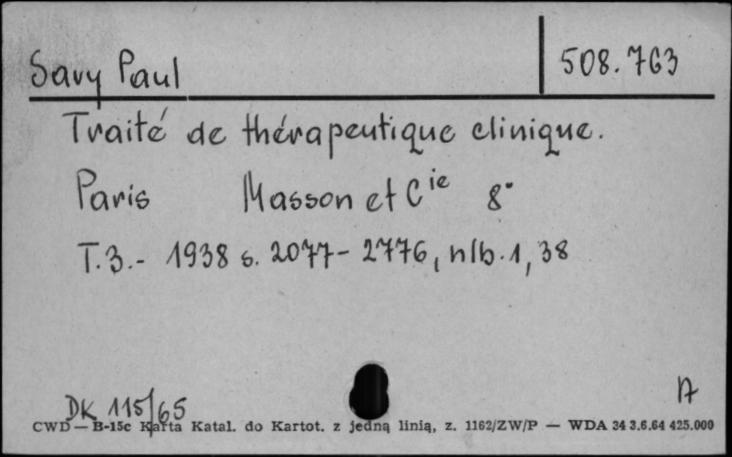 Savy Paul
508.763
Traité de thérapeutique clinique.
Paris Masson et Cie 8°
T.3.- 1938 s. 2077-2776, nlb. 1, 38
DK 115/65
CWD — B-15c Karta Katal. do Kartot. z jedną linią, z. 1162/ZW/P — WDA 34 3.6.64 425.000